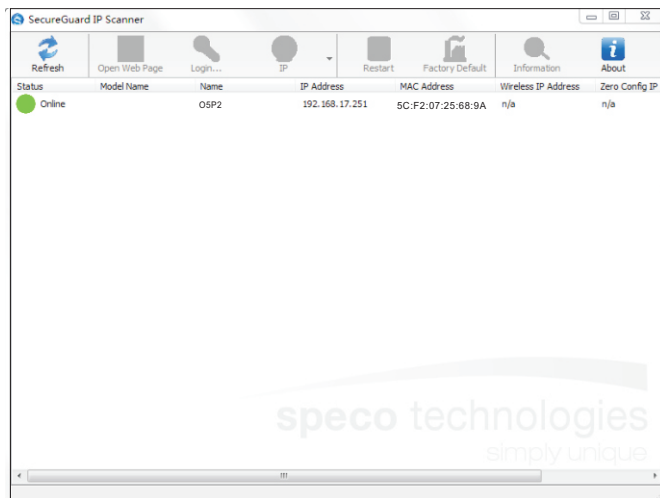 SecureGuard IP Scanner
Refresh Open Web Page Login... IP Restart Factory Default Information About
Status Model Name Name IP Address MAC Address Wireless IP Address Zero Config IP
Online O5P2 192.168.17.251 5C:F2:07:25:68:9A n/a n/a
speco technologies
simply unique